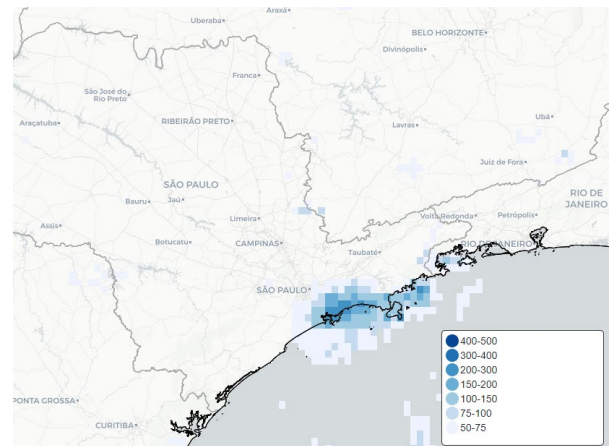 Araxá
Uberaba
BELO HORIZONTE
Divinópolis
Franca
São José do
Rio Preto
Ubá
Araçatuba
RIBEIRÃO PRETO
Lavras
Juiz de Fora
SÃO PAULO
RIO DE
JANEIRO
Bauru
Jaú
Limeira
Volta Redonda
Petrópolis
Assis
Botucatu
CAMPINAS
Taubaté
RIO DE JANEIRO
SÃO PAULO
400-500
300-400
200-300
150-200
100-150
75-100
50-75
PONTA GROSSA
CURITIBA